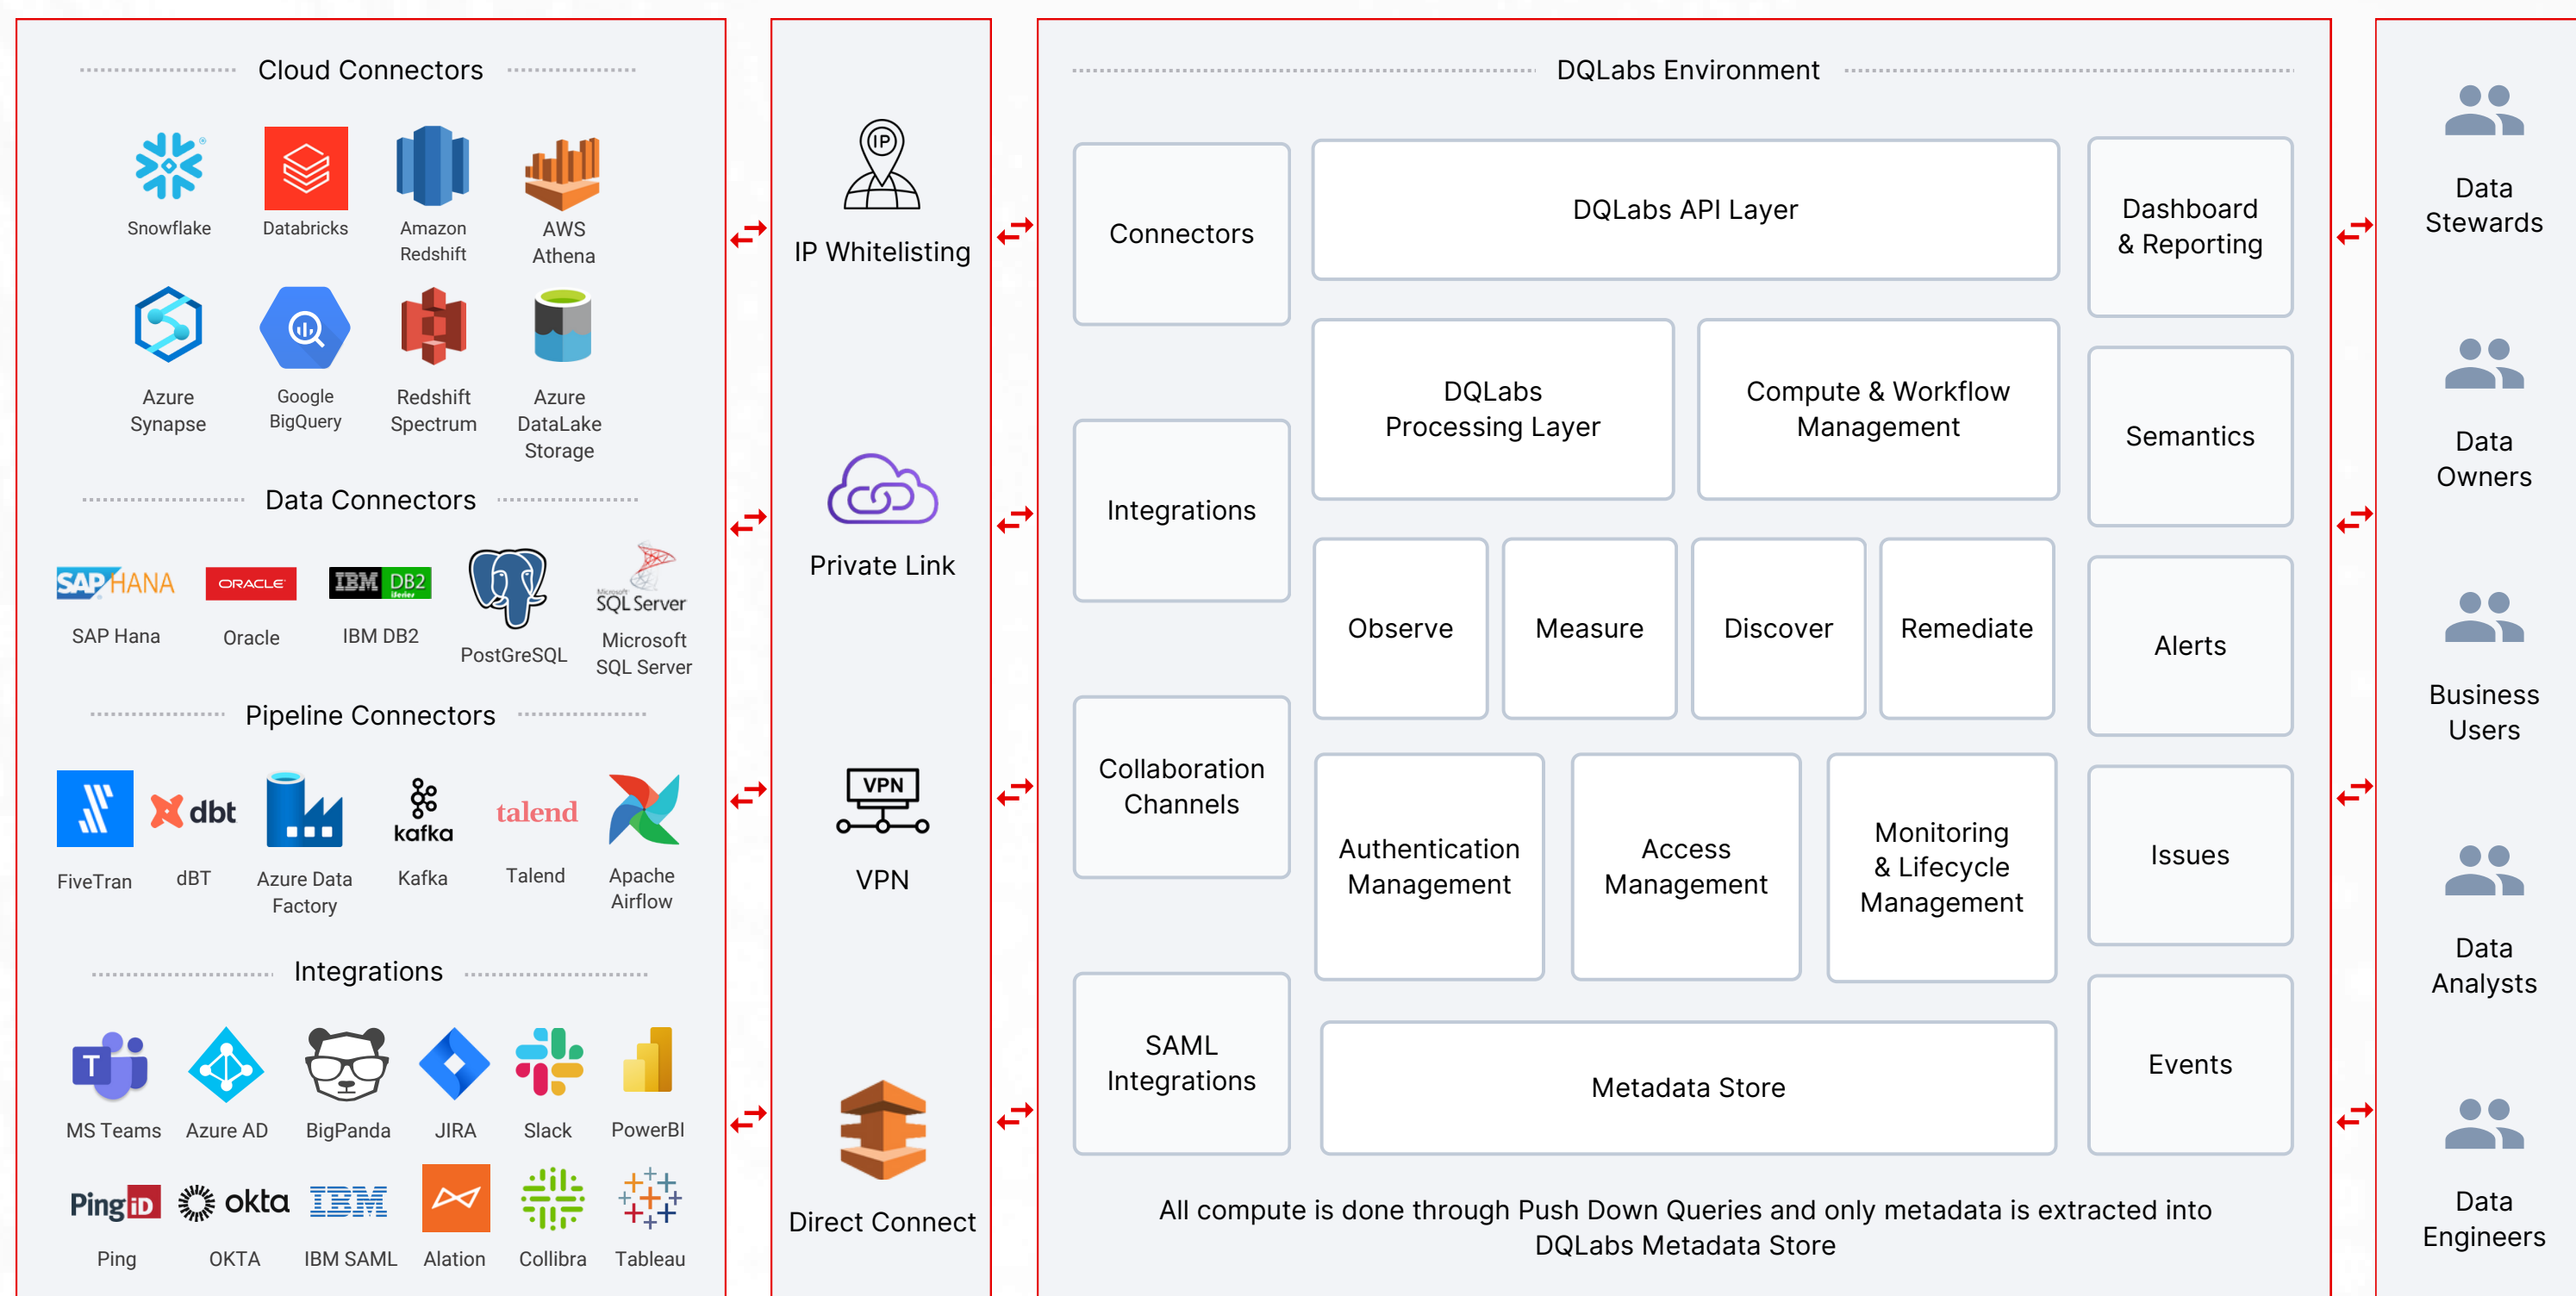 Cloud Connectors
Snowflake
Databricks
Amazon
Redshift
AWS
Athena
Azure
Synapse
Google
BigQuery
Redshift
Spectrum
Azure
DataLake
Storage
Data Connectors
SAP HANA
ORACLE
IBM DB2
iSeries
Microsoft
SQL Server
SAP Hana
Oracle
IBM DB2
PostGreSQL
Microsoft
SQL Server
Pipeline Connectors
dbt
kafka
talend
FiveTran
dBT
Azure Data
Factory
Kafka
Talend
Apache
Airflow
Integrations
T
MS Teams
Azure AD
BigPanda
JIRA
Slack
PowerBI
Ping iD
okta
IBM
Ping
OKTA
IBM SAML
Alation
Collibra
Tableau
IP
IP Whitelisting
Private Link
VPN
VPN
Direct Connect
DQLabs Environment
Connectors
Integrations
Collaboration
Channels
SAML
Integrations
DQLabs API Layer
DQLabs
Processing Layer
Compute & Workflow
Management
Observe
Measure
Discover
Remediate
Authentication
Management
Access
Management
Monitoring
& Lifecycle
Management
Metadata Store
Dashboard
& Reporting
Semantics
Alerts
Issues
Events
All compute is done through Push Down Queries and only metadata is extracted into
DQLabs Metadata Store
Data
Stewards
Data
Owners
Business
Users
Data
Analysts
Data
Engineers